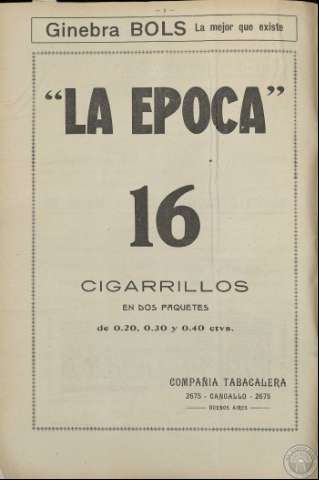 Ginebra BOLS La mejor que existe
"LA EPOCA"
16
CIGARRILLOS
EN DOS PAQUETES
de 0.20, 0.30 y 0.40 ctvs.
COMPAÑIA TABACALERA
2675 - CANGALLO - 2675
BUENOS AIRES